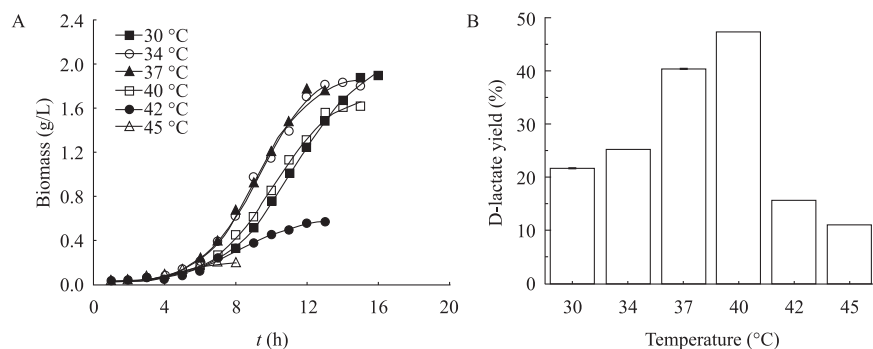 A
30 °C
34 °C
37 °C
40 °C
42 °C
45 °C
Biomass (g/L)
2.4
2.0
1.6
1.2
0.8
0.4
0.0
0 4 8 12 16 20
t (h)
B
D-lactate yield (%)
50
40
30
20
10
0
30 34 37 40 42 45
Temperature (°C)